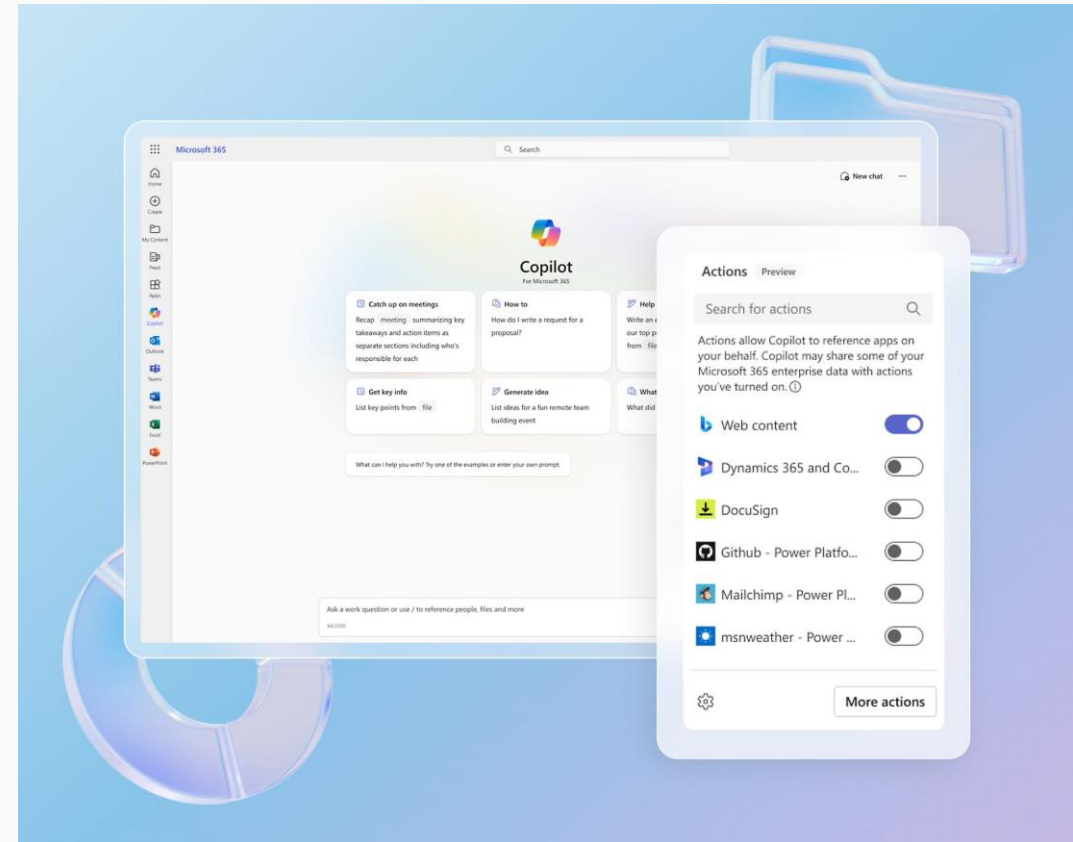 Microsoft 365
Search
Home
Create
My Content
Feed
Apps
Copilot
Outlook
Teams
Word
Excel
PowerPoint
New chat
Copilot
For Microsoft 365
Catch up on meetings
Recap meeting summarizing key
takeaways and action items as
separate sections including who's
responsible for each
How to
How do I write a request for a
proposal?
Help
Write an e
our top p
from file
Get key info
List key points from file
Generate idea
List ideas for a fun remote team
building event
What
What did
What can I help you with? Try one of the examples or enter your own prompt.
Ask a work question or use / to reference people, files and more
Actions Preview
Search for actions
Actions allow Copilot to reference apps on
your behalf. Copilot may share some of your
Microsoft 365 enterprise data with actions
you've turned on.
Web content
Dynamics 365 and Co...
DocuSign
Github - Power Platfo...
Mailchimp - Power Pl...
msnweather - Power ...
More actions